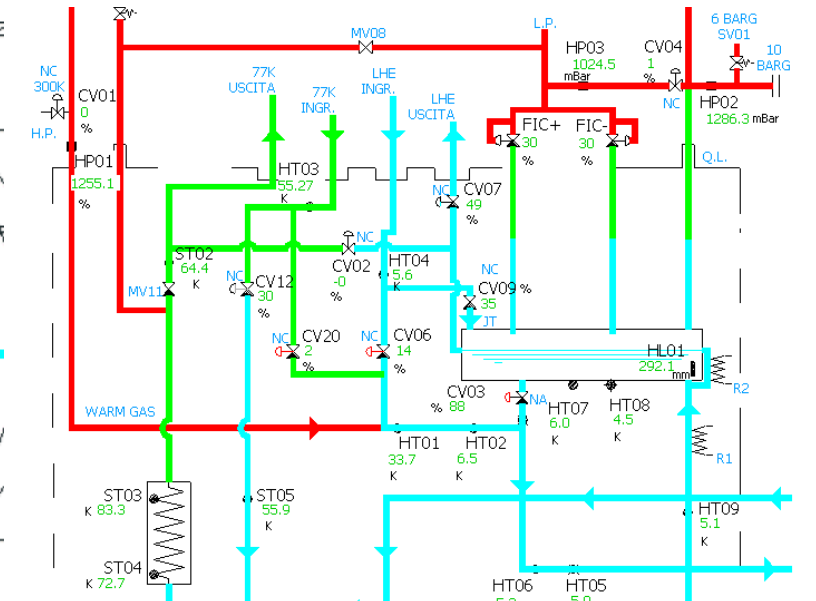 6 BARG
SV01
L.P.
MV08
HP03
1024.5
mBar
CV04
1
%
10
BARG
NC
300K
77K
USCITA
77K
INGR.
LHE
INGR.
LHE
USCITA
CV01
0
%
NC
HP02
1286.3 mBar
H.P.
FIC+
30
%
FIC-
30
%
HP01
1255.1
%
Q.L.
HT03
55.27
K
NC
CV07
49
%
ST02
64.4
K
NC
CV02
-0
%
HT04
5.6
K
NC
CV09 %
35
MV11
NC
CV12
30
%
JT
NC
CV20
2
%
NC
CV06
14
%
HL01
292.1
mm
CV03
% 88
NA
R2
WARM GAS
HT07
6.0
K
HT08
4.5
K
HT01
33.7
K
HT02
6.5
K
R1
ST03
K 83.3
ST05
55.9
K
HT09
5.1
K
ST04
K 72.7
HT06
HT05